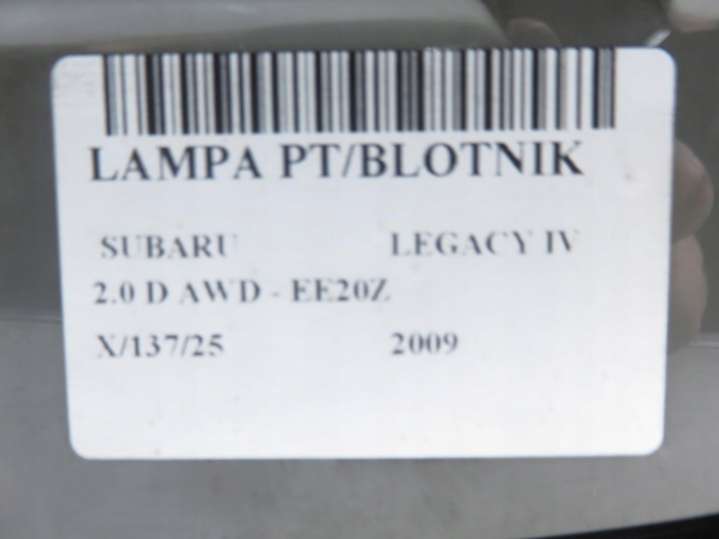 LAMPA PT/BLOTNIK
SUBARU LEGACY IV
2.0 D AWD - EE20Z
X/137/25 2009